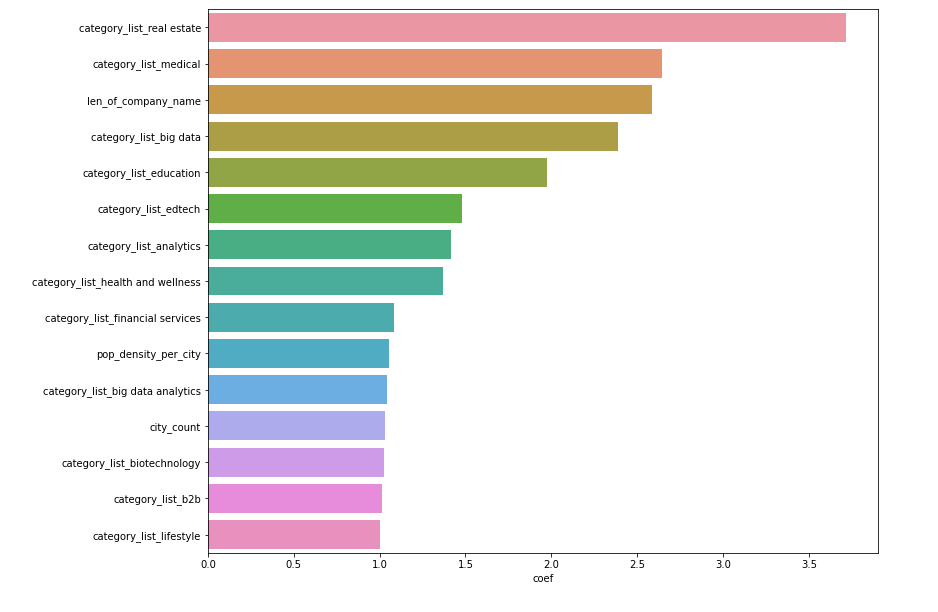 category_list_real estate
category_list_medical
len_of_company_name
category_list_big data
category_list_education
category_list_edtech
category_list_analytics
category_list_health and wellness
category_list_financial services
pop_density_per_city
category_list_big data analytics
city_count
category_list_biotechnology
category_list_b2b
category_list_lifestyle
0.0 0.5 1.0 1.5 2.0 2.5 3.0 3.5
coef